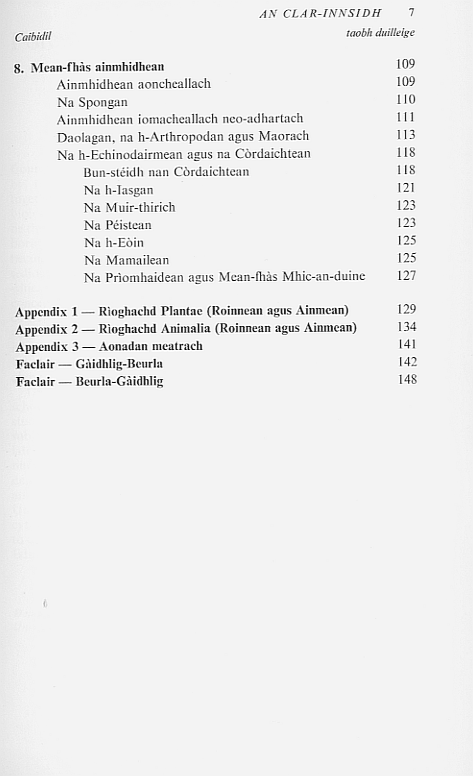 AN CLAR-INNSIDH 7
Caibidil taobh duilleige
8. Mean-fhàs ainmhidhean 109
Ainmhidhean aoncheallach 109
Na Spongan 110
Ainmhidhean iomacheallach neo-adhartach 111
Daolagan, na h-Arthropodan agus Maorach 113
Na h-Echinodairmean agus na Còrdaichtean 118
Bun-stéidh nan Còrdaichtean 118
Na h-Iasgan 121
Na Muir-thirich 123
Na Péistean 123
Na h-Eòin 125
Na Mamailean 125
Na Prìomhaidean agus Mean-fhàs Mhic-an-duine 127
Appendix 1 — Rìoghachd Plantae (Roinnean agus Ainmean) 129
Appendix 2 — Rìoghachd Animalia (Roinnean agus Ainmean) 134
Appendix 3 — Aonadan meatrach 141
Faclair — Gàidhlig-Beurla 142
Faclair — Beurla-Gàidhlig 148